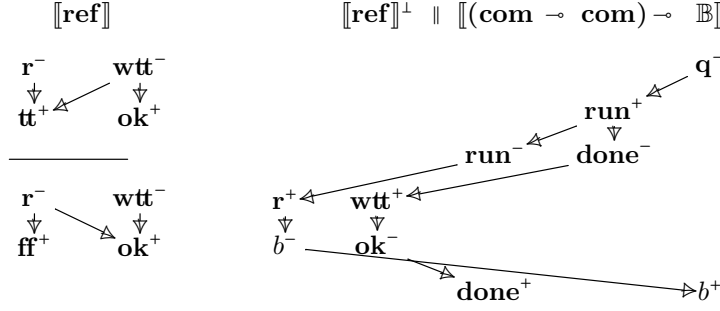 ⟦ref⟧ ⟦ref⟧⊥ ∥ ⟦(com ⊸ com) ⊸ 𝔹⟧
r⁻ wtt⁻ q⁻
tt⁺ ok⁺ run⁺
run⁻ done⁻
r⁻ wtt⁻ r⁺ wtt⁺
ff⁺ ok⁺ b⁻ ok⁻
done⁺ b⁺